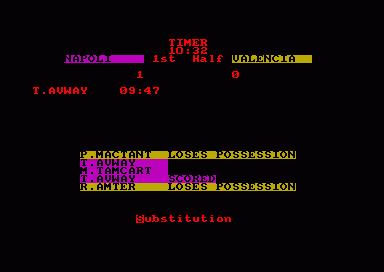 TIMER
10:32
NAPOLI 1st Half VALENCIA
1 0
T.AVWAY 09:47
P.MACTANT LOSES POSSESSION
T.AVWAY
M.TAMCART
T.AVWAY SCORED
R.AMTER LOSES POSSESSION
Substitution